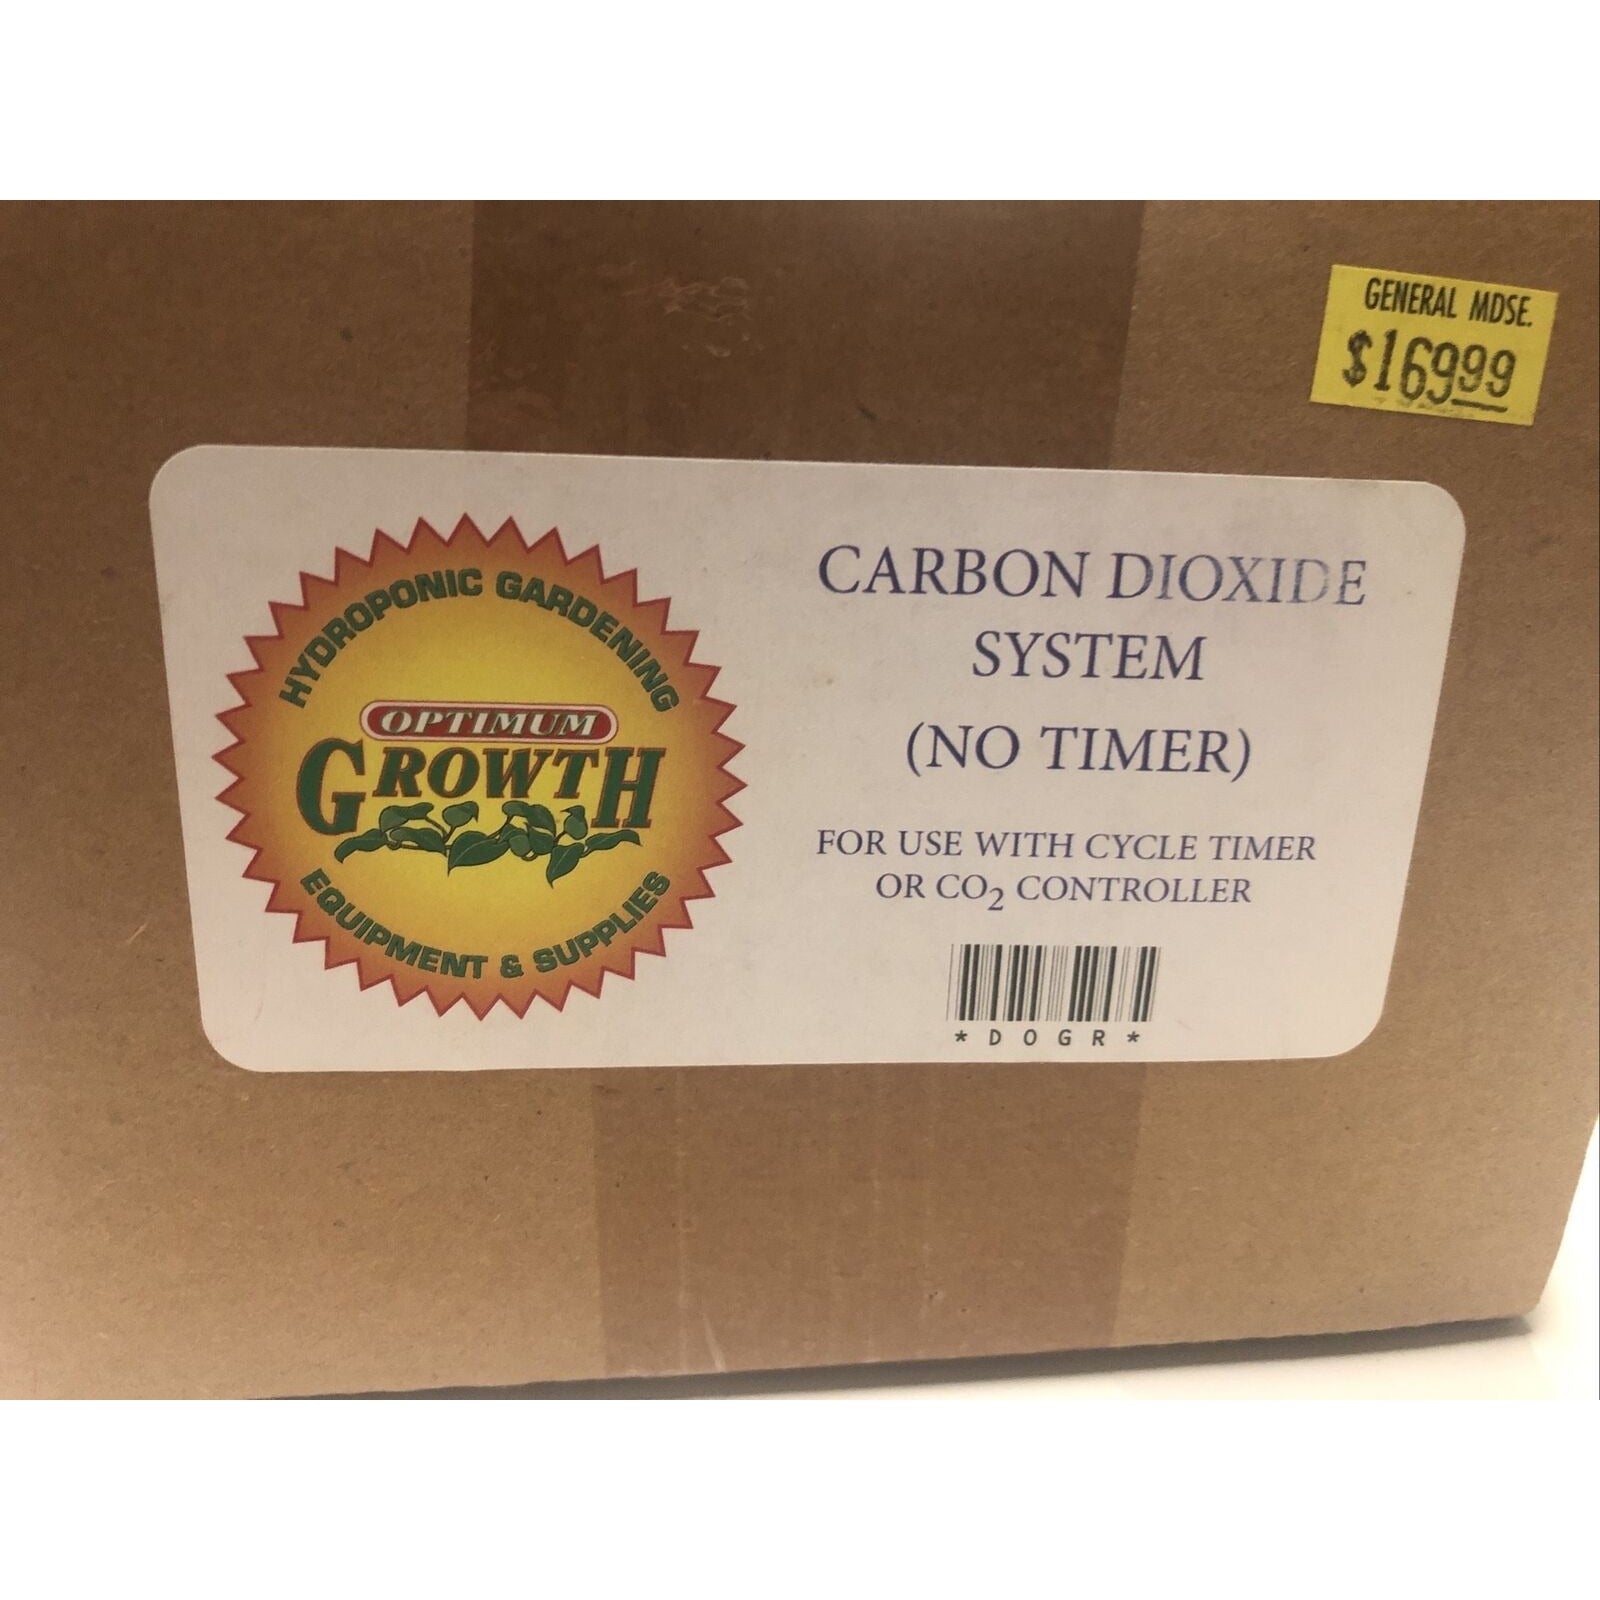 GENERAL MDSE.
$169.99
HYDROPONIC GARDENING
OPTIMUM
GROWTH
EQUIPMENT & SUPPLIES
CARBON DIOXIDE
SYSTEM
(NO TIMER)
FOR USE WITH CYCLE TIMER
OR CO2 CONTROLLER
*DOGR*